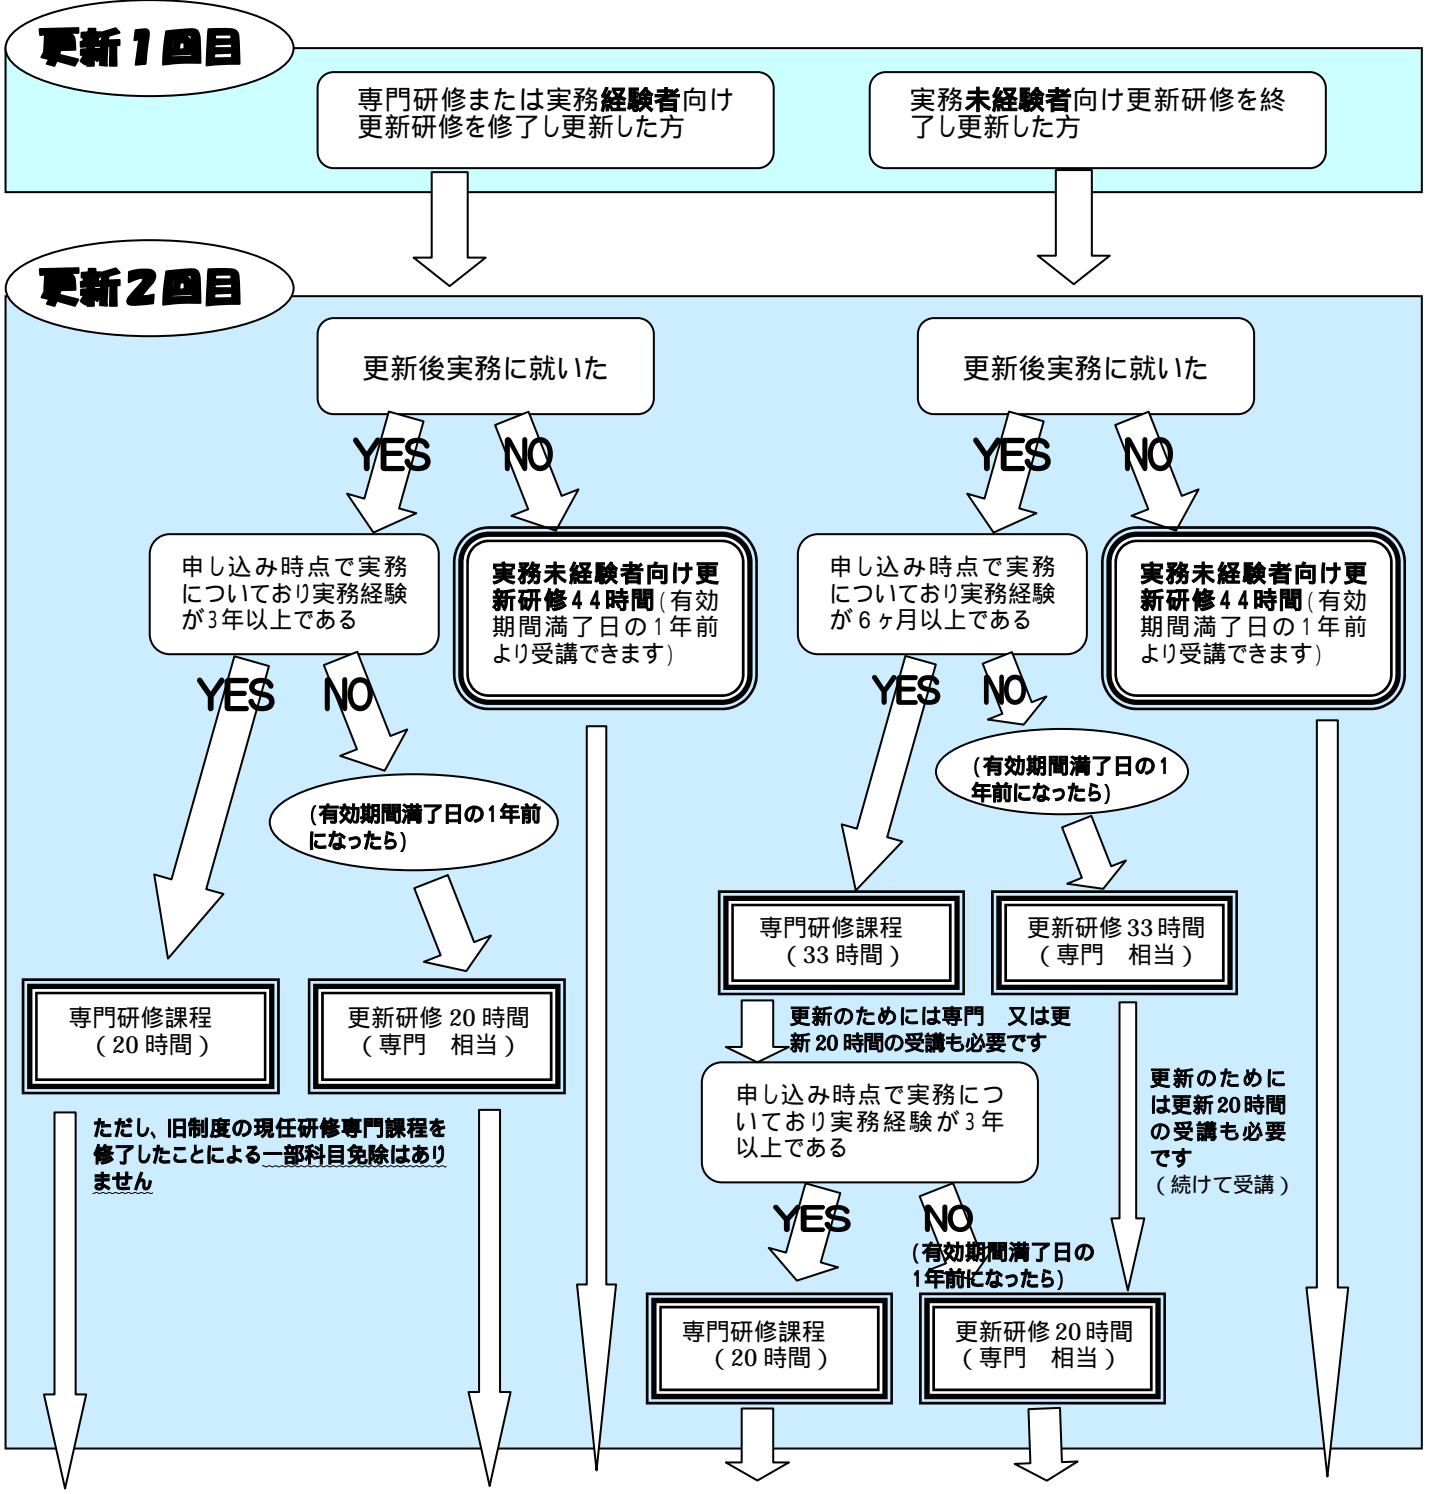 更新１回目
専門研修または実務経験者向け
更新研修を修了し更新した方
実務未経験者向け更新研修を終
了し更新した方
更新２回目
更新後実務に就いた
更新後実務に就いた
YES
NO
YES
NO
申し込み時点で実務
についており実務経験
が3年以上である
実務未経験者向け更
新研修44時間(有効
期間満了日の1年前
より受講できます)
申し込み時点で実務
についており実務経験
が６ヶ月以上である
実務未経験者向け更
新研修44時間(有効
期間満了日の1年前
より受講できます)
YES
NO
YES
NO
(有効期間満了日の1
年前になったら)
(有効期間満了日の1年前
になったら)
専門研修課程
（33時間）
更新研修33時間
（専門　相当）
専門研修課程
（20時間）
更新研修20時間
（専門　相当）
更新のためには専門　又は更
新20時間の受講も必要です
申し込み時点で実務につ
いており実務経験が3年
以上である
更新のために
は更新20時間
の受講も必要
です
（続けて受講）
ただし、旧制度の現任研修専門課程を
修了したことによる一部科目免除はあり
ません
YES
NO
(有効期間満了日の
1年前になったら)
専門研修課程
（20時間）
更新研修20時間
（専門　相当）